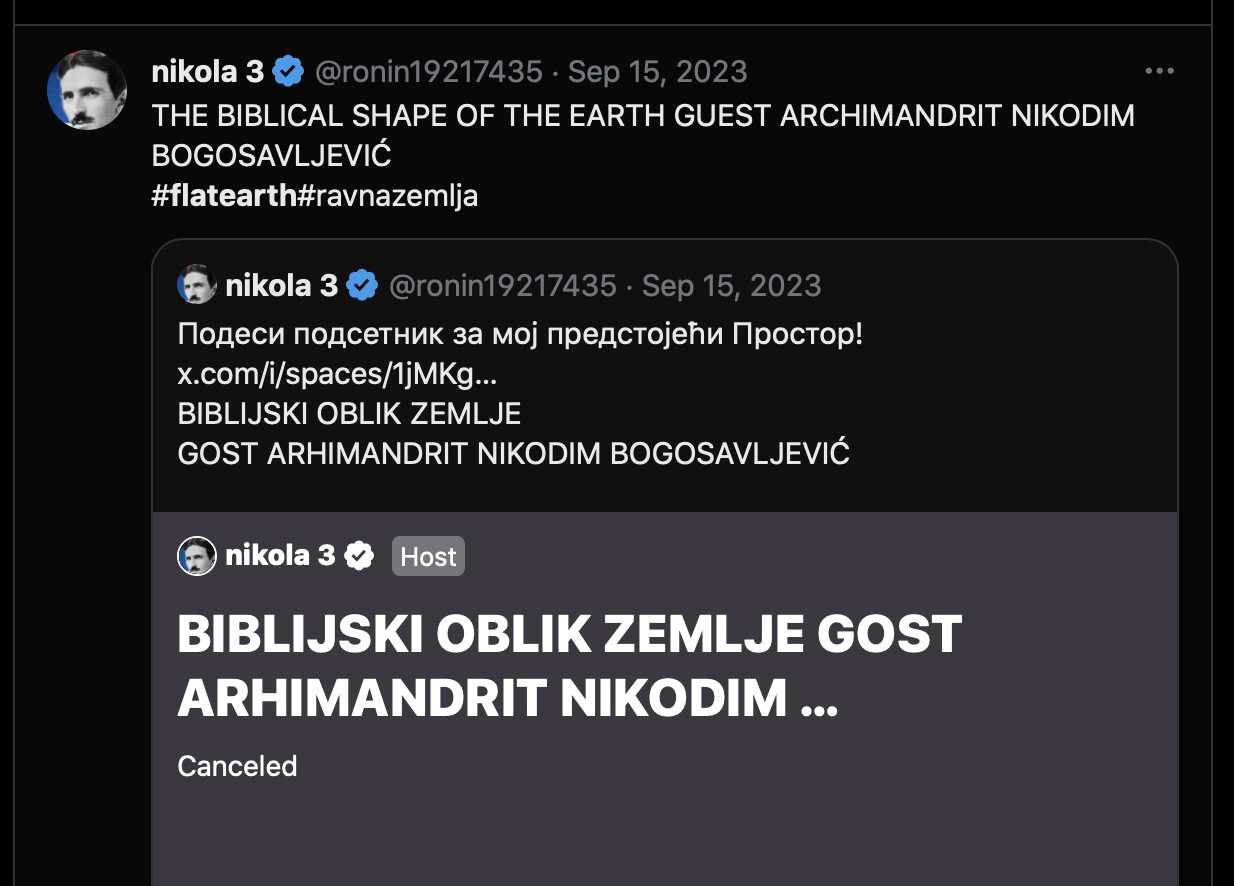 nikola 3 @ronin19217435 · Sep 15, 2023
THE BIBLICAL SHAPE OF THE EARTH GUEST ARCHIMANDRIT NIKODIM
BOGOSAVLJEVIĆ
#flatearth#ravnazemlja
nikola 3 @ronin19217435 · Sep 15, 2023
Подеси подсетник за мој предстојећи Простор!
x.com/i/spaces/1jMKg...
BIBLIJSKI OBLIK ZEMLJE
GOST ARHIMANDRIT NIKODIM BOGOSAVLJEVIĆ
nikola 3 Host
BIBLIJSKI OBLIK ZEMLJE GOST
ARHIMANDRIT NIKODIM ...
Canceled